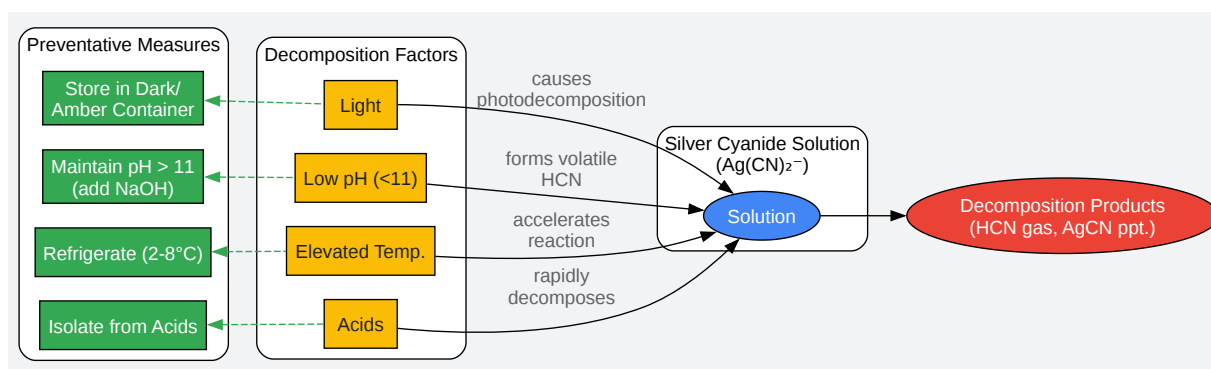 Preventative Measures
Store in Dark/
Amber Container
Maintain pH > 11
(add NaOH)
Refrigerate (2-8°C)
Isolate from Acids
Decomposition Factors
Light
Low pH (<11)
Elevated Temp.
Acids
causes
photodecomposition
forms volatile
HCN
accelerates
reaction
rapidly
decomposes
Silver Cyanide Solution
(Ag(CN)₂⁻)
Solution
Decomposition Products
(HCN gas, AgCN ppt.)